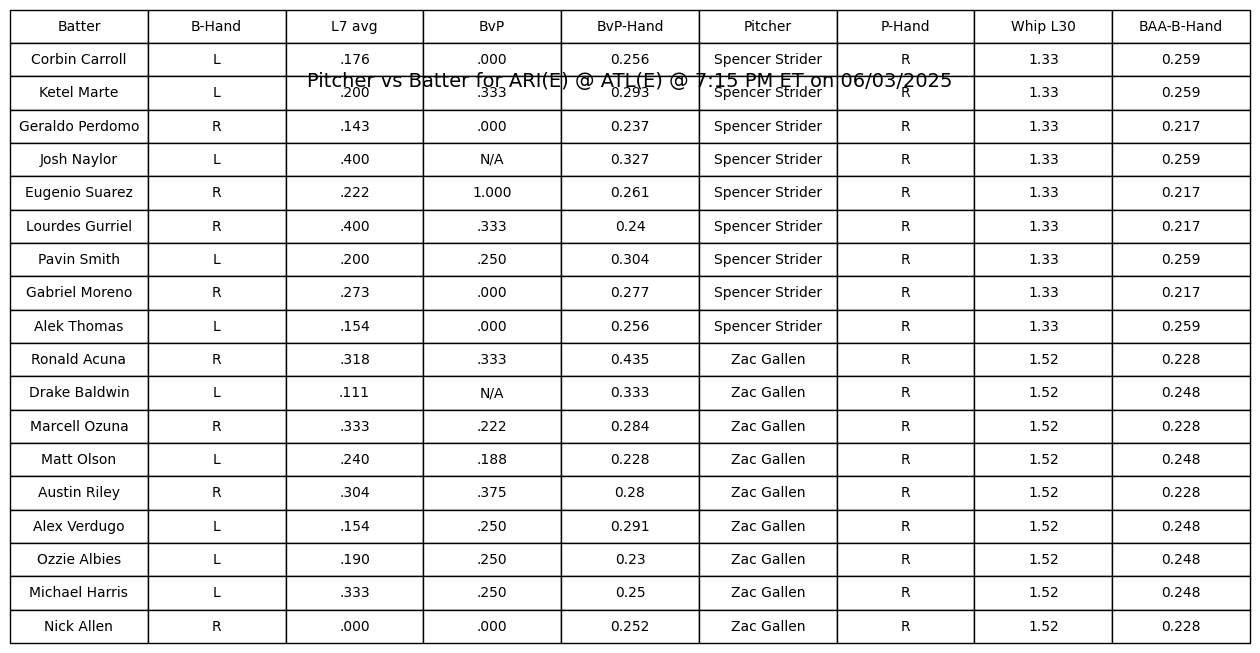 Batter B-Hand L7 avg BvP BvP-Hand Pitcher P-Hand Whip L30 BAA-B-Hand
Corbin Carroll L .176 .000 0.256 Spencer Strider R 1.33 0.259
Pitcher vs Batter for ARI(E) @ ATL(E) @ 7:15 PM ET on 06/03/2025
Ketel Marte L .200 .333 0.293 Spencer Strider R 1.33 0.259
Geraldo Perdomo R .143 .000 0.237 Spencer Strider R 1.33 0.217
Josh Naylor L .400 N/A 0.327 Spencer Strider R 1.33 0.259
Eugenio Suarez R .222 1.000 0.261 Spencer Strider R 1.33 0.217
Lourdes Gurriel R .400 .333 0.24 Spencer Strider R 1.33 0.217
Pavin Smith L .200 .250 0.304 Spencer Strider R 1.33 0.259
Gabriel Moreno R .273 .000 0.277 Spencer Strider R 1.33 0.217
Alek Thomas L .154 .000 0.256 Spencer Strider R 1.33 0.259
Ronald Acuna R .318 .333 0.435 Zac Gallen R 1.52 0.228
Drake Baldwin L .111 N/A 0.333 Zac Gallen R 1.52 0.248
Marcell Ozuna R .333 .222 0.284 Zac Gallen R 1.52 0.228
Matt Olson L .240 .188 0.228 Zac Gallen R 1.52 0.248
Austin Riley R .304 .375 0.28 Zac Gallen R 1.52 0.228
Alex Verdugo L .154 .250 0.291 Zac Gallen R 1.52 0.248
Ozzie Albies L .190 .250 0.23 Zac Gallen R 1.52 0.248
Michael Harris L .333 .250 0.25 Zac Gallen R 1.52 0.248
Nick Allen R .000 .000 0.252 Zac Gallen R 1.52 0.228